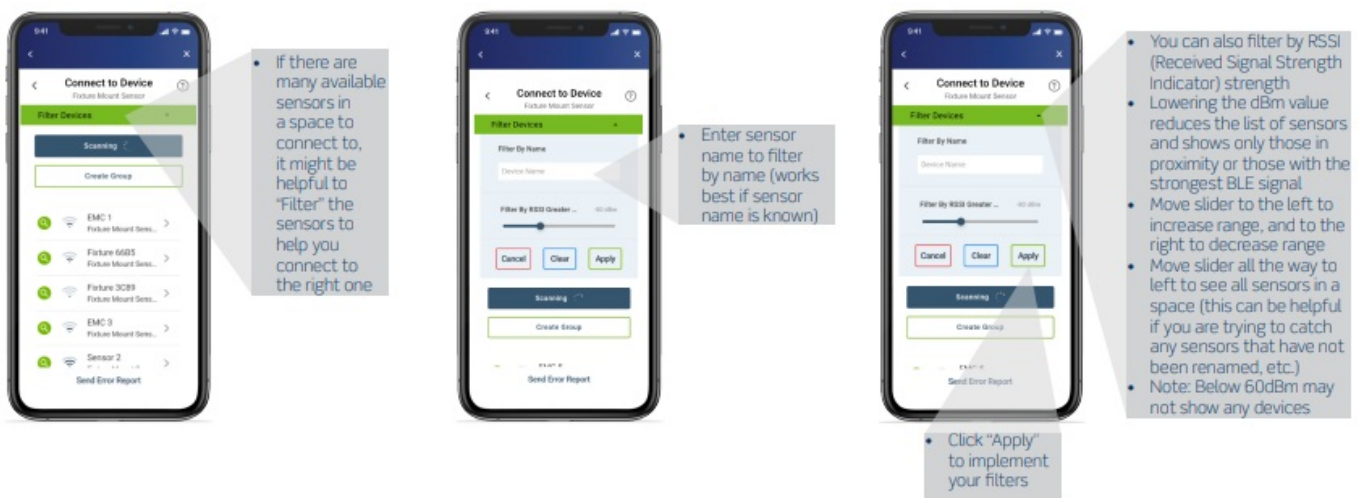 9:41
Connect to Device
Fixture Mount Sensor
Filter Devices
Scanning
Create Group
EMC 1
Fixture Mount Sens...
Fixture 66B5
Fixture Mount Sens...
Fixture 3C89
Fixture Mount Sens...
EMC 3
Fixture Mount Sens...
Sensor 2
Send Error Report
• If there are
many available
sensors in
a space to
connect to,
it might be
helpful to
"Filter" the
sensors to
help you
connect to
the right one
9:41
Connect to Device
Fixture Mount Sensor
Filter Devices
Filter By Name
Device Name
Filter By RSSI Greater ...
Cancel
Clear
Apply
Scanning
Create Group
Send Error Report
• Enter sensor
name to filter
by name (works
best if sensor
name is known)
9:41
Connect to Device
Fixture Mount Sensor
Filter Devices
Filter By Name
Device Name
Filter By RSSI Greater ...
Cancel
Clear
Apply
Scanning
Create Group
Send Error Report
• You can also filter by RSSI
(Received Signal Strength
Indicator) strength
• Lowering the dBm value
reduces the list of sensors
and shows only those in
proximity or those with the
strongest BLE signal
• Move slider to the left to
increase range, and to the
right to decrease range
• Move slider all the way to
left to see all sensors in a
space (this can be helpful
if you are trying to catch
any sensors that have not
been renamed, etc.)
• Note: Below 60dBm may
not show any devices
• Click "Apply"
to implement
your filters